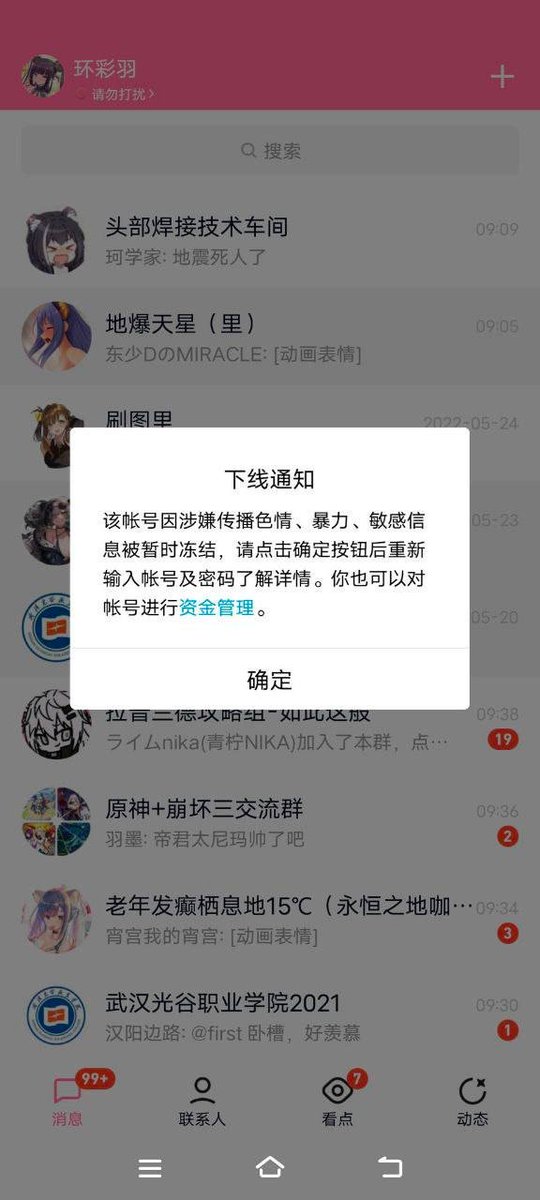 环彩羽
请勿打扰
搜索
头部焊接技术车间
09:09
珂学家: 地震死人了
地爆天星（里）
09:05
东少DのMIRACLE: [动画表情]
刷图里
2022-05-24
下线通知
该帐号因涉嫌传播色情、暴力、敏感信
息被暂时冻结，请点击确定按钮后重新
输入帐号及密码了解详情。你也可以对
帐号进行资金管理。
确定
05-23
05-20
拉普兰德攻略组-如此这般
09:38
ライムnika(青柠NIKA)加入了本群，点…
19
原神+崩坏三交流群
09:36
羽墨: 帝君太尼玛帅了吧
2
老年发癫栖息地15℃（永恒之地咖…
09:34
宵宫我的宵宫: [动画表情]
3
武汉光谷职业学院2021
09:30
汉阳边路: @first 卧槽，好羡慕
1
99+
7
消息
联系人
看点
动态